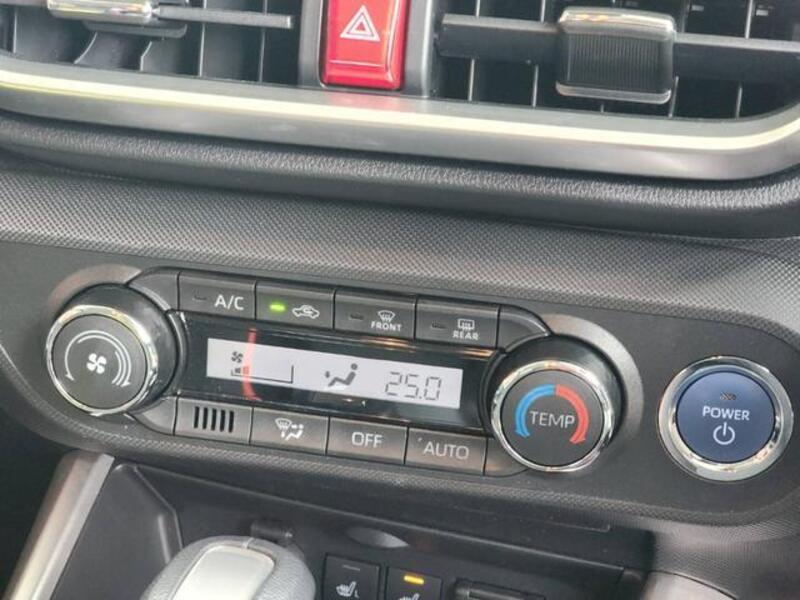 A/C
FRONT
REAR
25.0
TEMP
POWER
OFF
AUTO
L